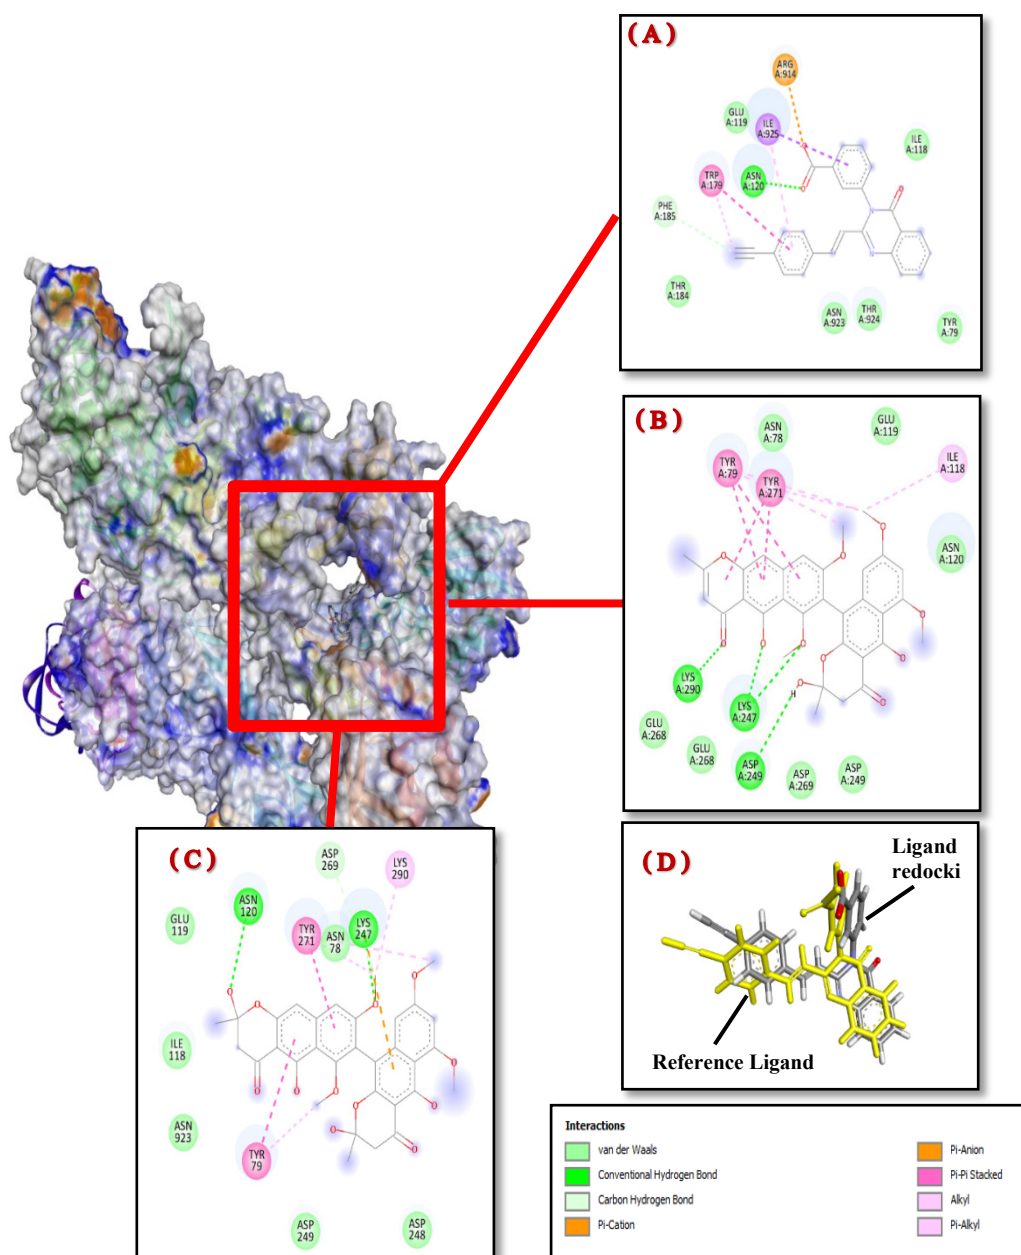 (A)
ARG
A:914
GLU
A:119
ILE
A:925
ILE
A:118
TRP
A:179
ASN
A:120
PHE
A:185
THR
A:184
ASN
A:923
THR
A:924
TYR
A:79
O
O
O
N
N
(B)
ASN
A:78
GLU
A:119
TYR
A:79
TYR
A:271
ILE
A:118
ASN
A:120
LYS
A:290
LYS
A:247
GLU
A:268
GLU
A:268
ASP
A:249
ASP
A:269
ASP
A:249
H
(C)
ASP
269
LYS
290
ASN
120
GLU
119
TYR
271
ASN
78
LYS
247
ILE
118
ASN
923
TYR
79
ASP
249
ASP
248
(D)
Ligand
redocki
Reference Ligand
Interactions
van der Waals
Conventional Hydrogen Bond
Carbon Hydrogen Bond
Pi-Cation
Pi-Anion
Pi-Pi Stacked
Alkyl
Pi-Alkyl